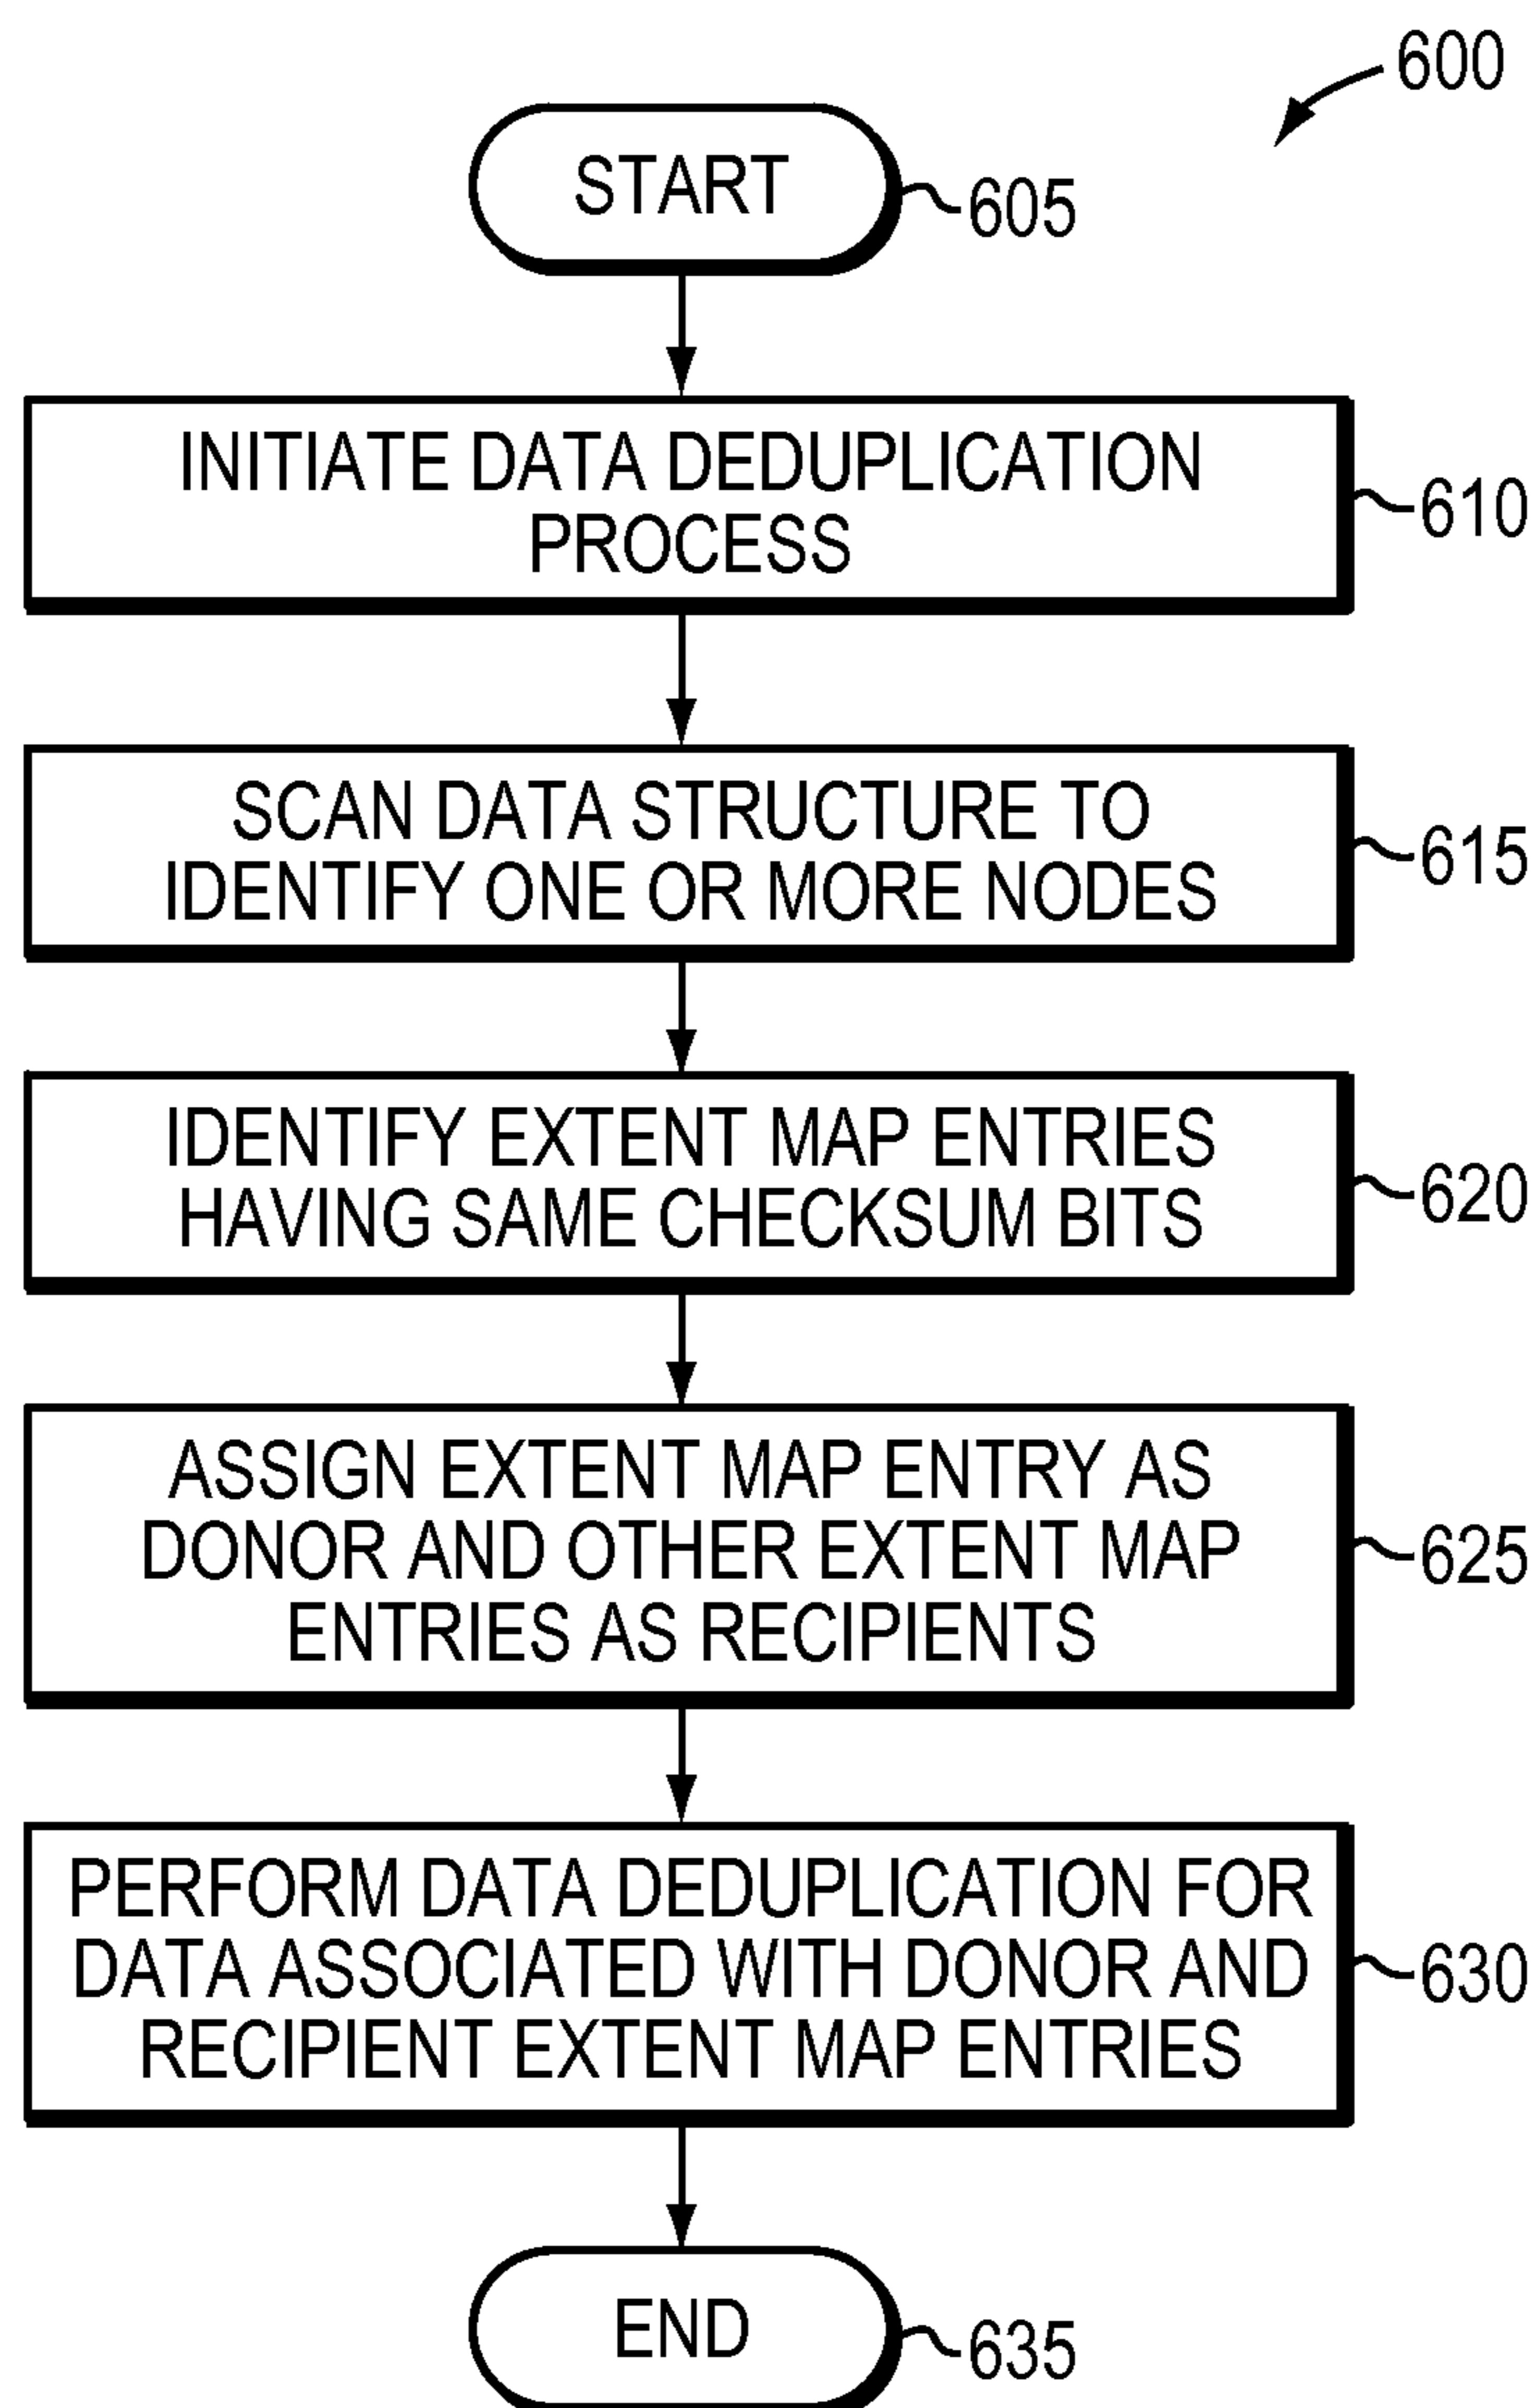 600
START
605
INITIATE DATA DEDUPLICATION
PROCESS
610
SCAN DATA STRUCTURE TO
IDENTIFY ONE OR MORE NODES
615
IDENTIFY EXTENT MAP ENTRIES
HAVING SAME CHECKSUM BITS
620
ASSIGN EXTENT MAP ENTRY AS
DONOR AND OTHER EXTENT MAP
ENTRIES AS RECIPIENTS
625
PERFORM DATA DEDUPLICATION FOR
DATA ASSOCIATED WITH DONOR AND
RECIPIENT EXTENT MAP ENTRIES
630
END
635